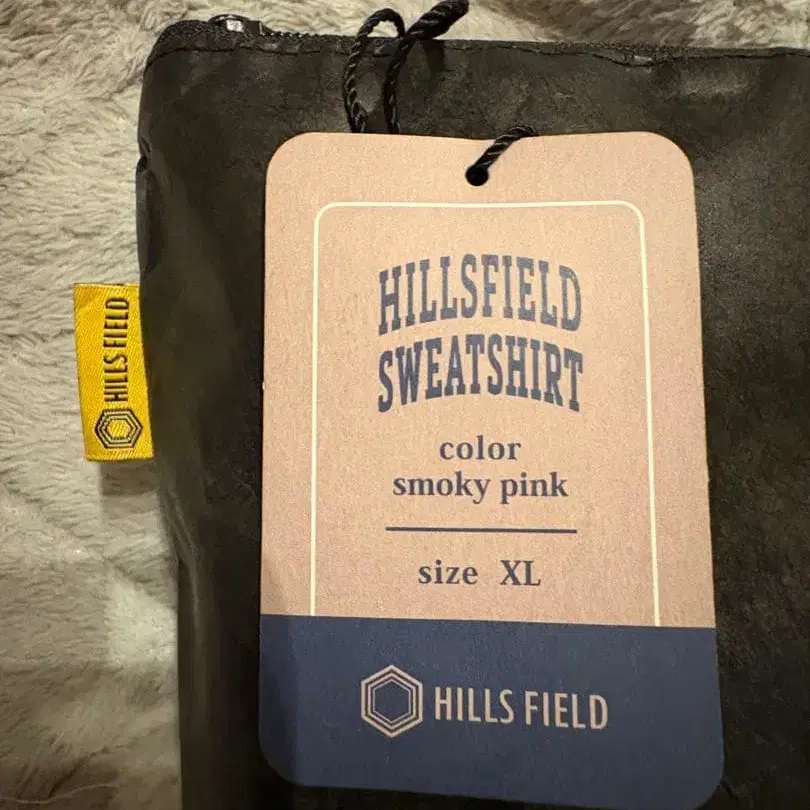 HILLSFIELD
SWEATSHIRT
color
smoky pink
size XL
HILLS FIELD
HILLS FIELD